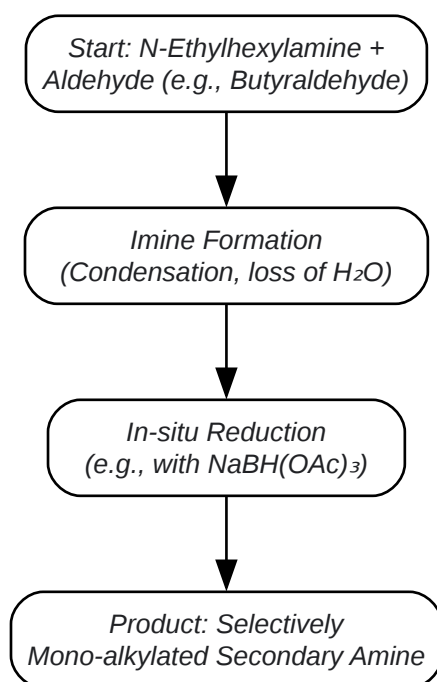 Start: N-Ethylhexylamine +
Aldehyde (e.g., Butyraldehyde)
Imine Formation
(Condensation, loss of H₂O)
In-situ Reduction
(e.g., with NaBH(OAc)₃)
Product: Selectively
Mono-alkylated Secondary Amine